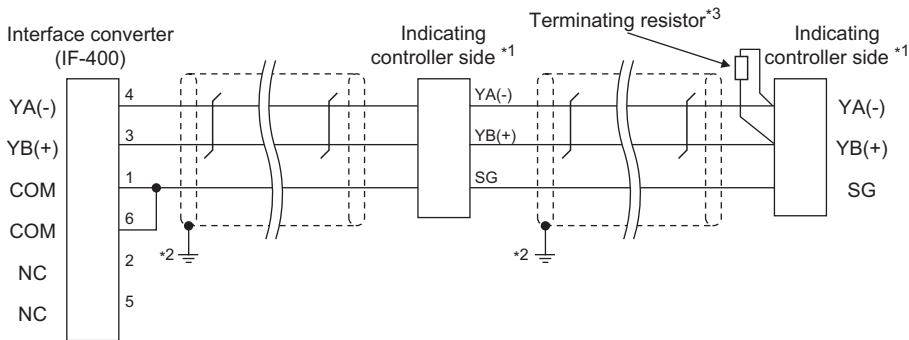 Interface converter
(IF-400)
Indicating
controller side *1
Terminating resistor*3
Indicating
controller side *1
YA(-) 4 YA(-) YA(-)
YB(+) 3 YB(+) YB(+)
COM 1 SG SG
COM 6
*2 *2
NC 2
NC 5